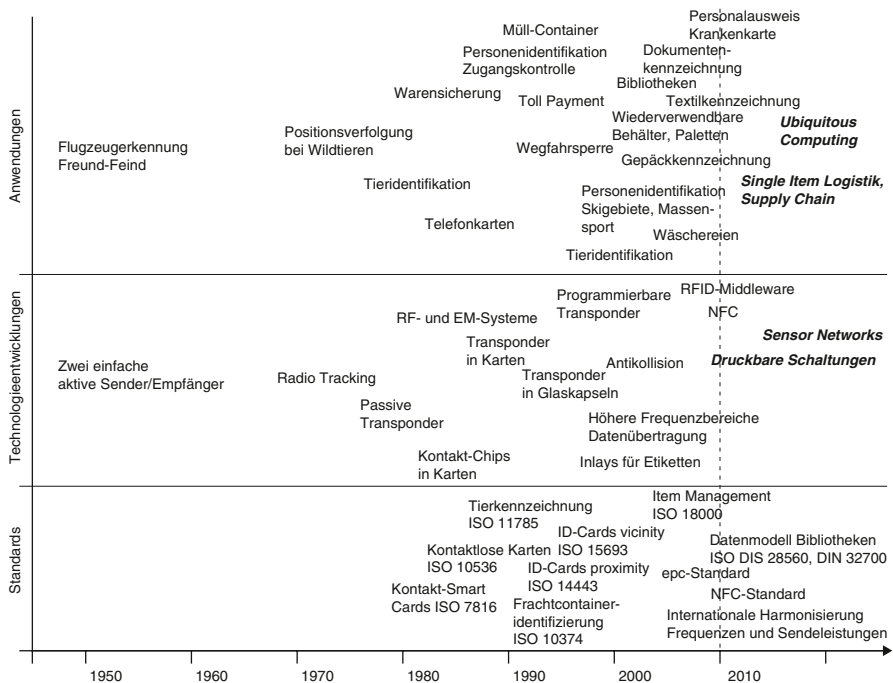 Anwendungen
Flugzeugerkennung
Freund-Feind
Positionsverfolgung
bei Wildtieren
Tieridentifikation
Warensicherung
Telefonkarten
Müll-Container
Personenidentifikation
Zugangskontrolle
Toll Payment
Wegfahrsperre
Personalausweis
Krankenkarte
Dokumenten-
kennzeichnung
Bibliotheken
Textilkennzeichnung
Wiederverwendbare
Behälter, Paletten
Gepäckkennzeichnung
Personenidentifikation
Skigebiete, Massen-
sport
Wäschereien
Tieridentifikation
Ubiquitous
Computing
Single Item Logistik,
Supply Chain
Technologieentwicklungen
Zwei einfache
aktive Sender/Empfänger
Radio Tracking
Passive
Transponder
RF- und EM-Systeme
Kontakt-Chips
in Karten
Transponder
in Karten
Programmierbare
Transponder
Transponder
in Glaskapseln
Antikollision
Höhere Frequenzbereiche
Datenübertragung
Inlays für Etiketten
RFID-Middleware
NFC
Sensor Networks
Druckbare Schaltungen
Standards
Tierkennzeichnung
ISO 11785
Kontaktlose Karten
ISO 10536
Kontakt-Smart
Cards ISO 7816
ID-Cards vicinity
ISO 15693
ID-Cards proximity
ISO 14443
Frachtcontainer-
identifizierung
ISO 10374
Item Management
ISO 18000
Datenmodell Bibliotheken
ISO DIS 28560, DIN 32700
epc-Standard
NFC-Standard
Internationale Harmonisierung
Frequenzen und Sendeleistungen
1950
1960
1970
1980
1990
2000
2010